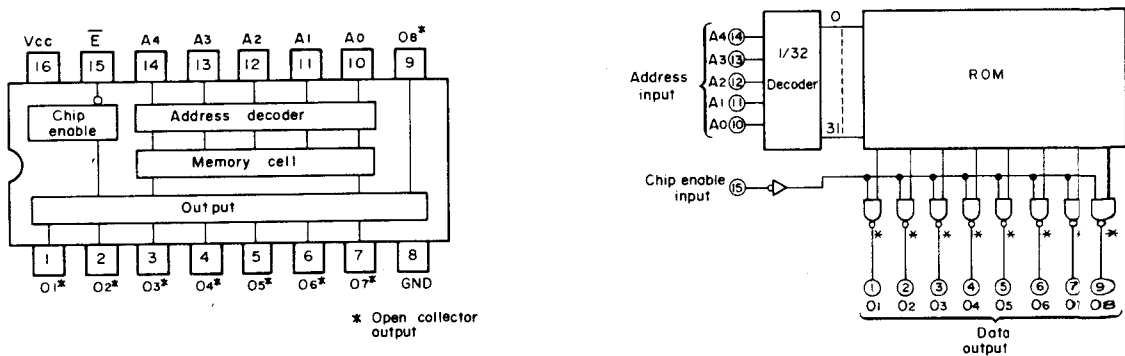 Vcc E A4 A3 A2 A1 A0 O8*
16 15 14 13 12 11 10 9
Chip
enable
Address decoder
Memory cell
Output
1 2 3 4 5 6 7 8
O1* O2* O3* O4* O5* O6* O7* GND
* Open collector
output
Address
input
A4 14
A3 13
A2 12
A1 11
A0 10
1/32
Decoder
0
31
ROM
Chip enable
input
15
* * * * * * * *
1 2 3 4 5 6 7 9
O1 O2 O3 O4 O5 O6 O7 O8
Data
output